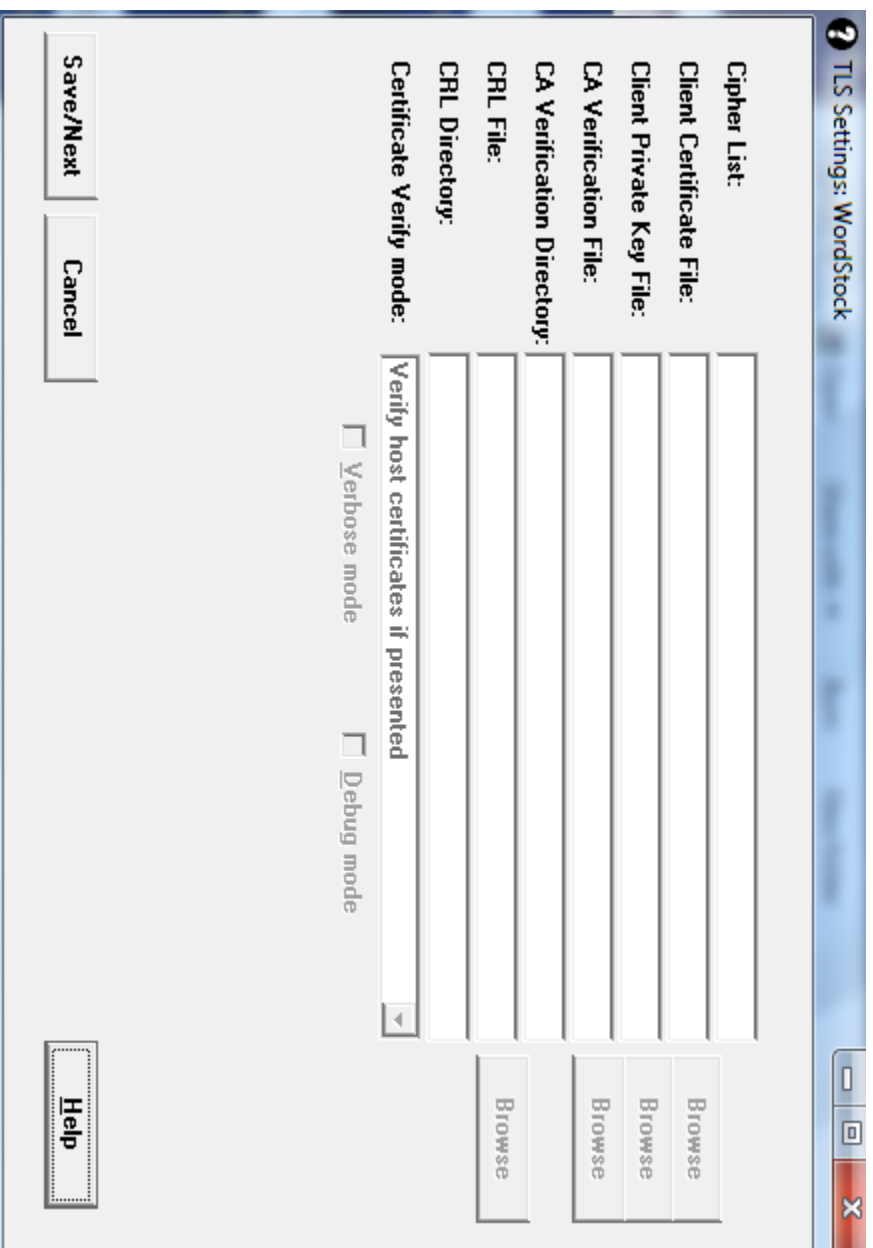 TLS Settings: WordStock
Cipher List:
Client Certificate File: Browse
Client Private Key File: Browse
CA Verification File: Browse
CA Verification Directory:
CRL File: Browse
CRL Directory:
Certificate Verify mode: Verify host certificates if presented
Verbose mode Debug mode
Save/Next Cancel Help